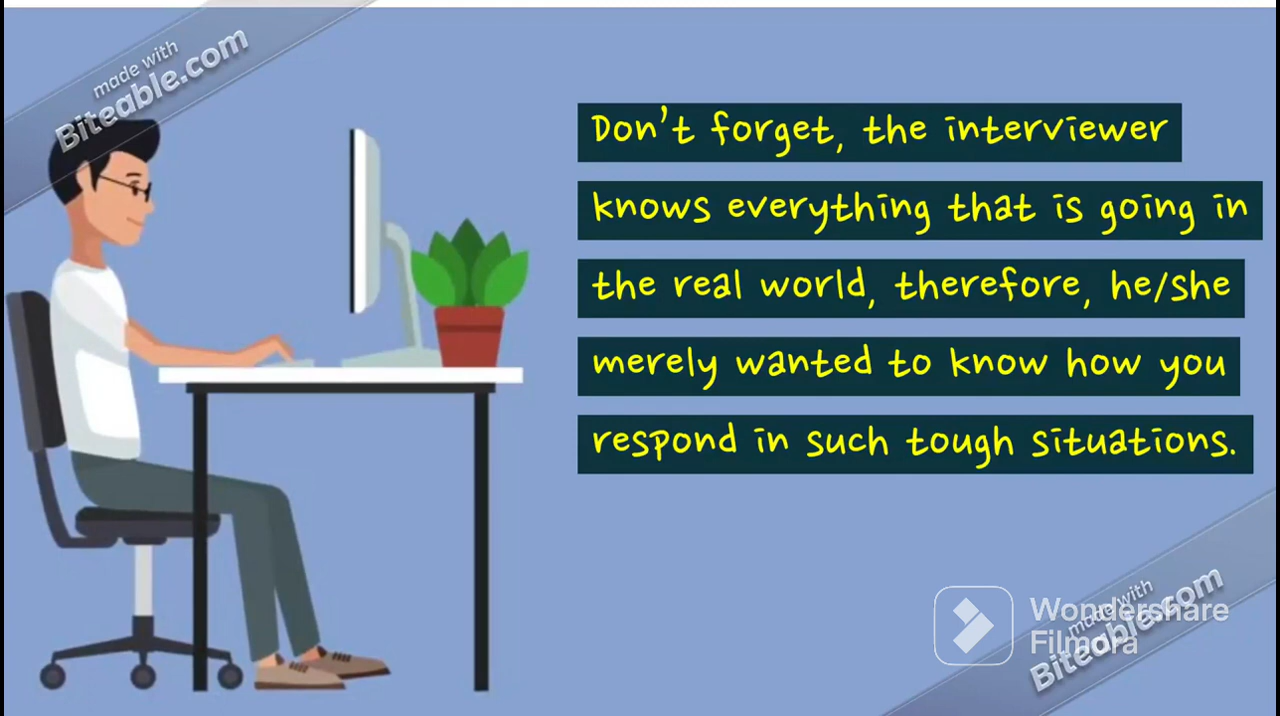 made with
Biteable.com
Don't forget, the interviewer
knows everything that is going in
the real world, therefore, he/she
merely wanted to know how you
respond in such tough situations.
Wondershare
Filmora
made with
Biteable.com